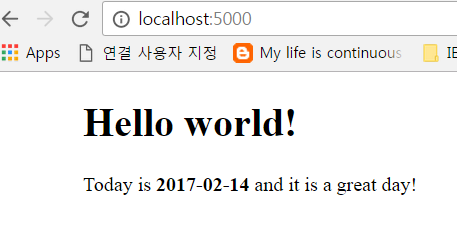 localhost:5000
Apps 연결 사용자 지정 My life is continuous IE
Hello world!
Today is 2017-02-14 and it is a great day!